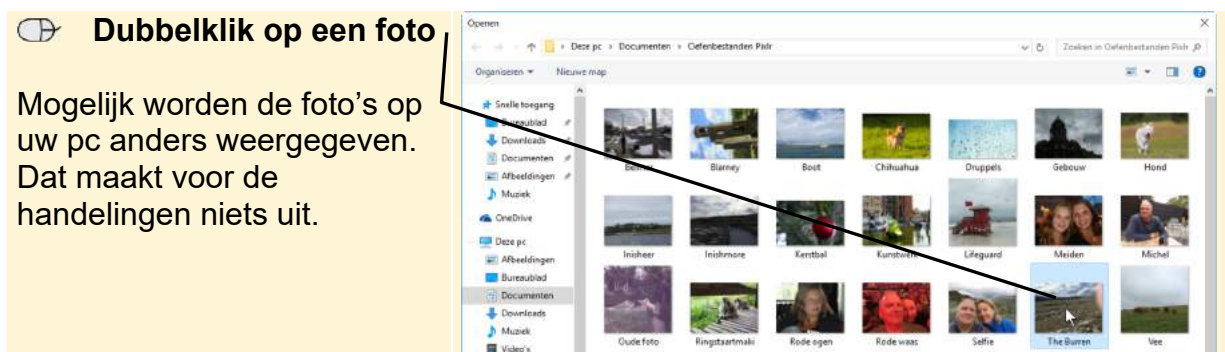 Dubbelklik op een foto
Mogelijk worden de foto's op
uw pc anders weergegeven.
Dat maakt voor de
handelingen niets uit.
Openen
Deze pc › Documenten › Oefenbestanden Pixlr
Zoeken in Oefenbestanden Pixlr
Organiseren
Nieuwe map
Snelle toegang
Bureaublad
Downloads
Documenten
Afbeeldingen
Muziek
OneDrive
Deze pc
Afbeeldingen
Bureaublad
Documenten
Downloads
Muziek
Video's
Blarney
Boot
Chihuahua
Druppels
Gebouw
Hond
Inisheer
Inishmore
Kerstbal
Kunstwerk
Lifeguard
Meiden
Michel
Oude foto
Ringstaartmaki
Rode ogen
Rode waas
Selfie
The Burren
Vee